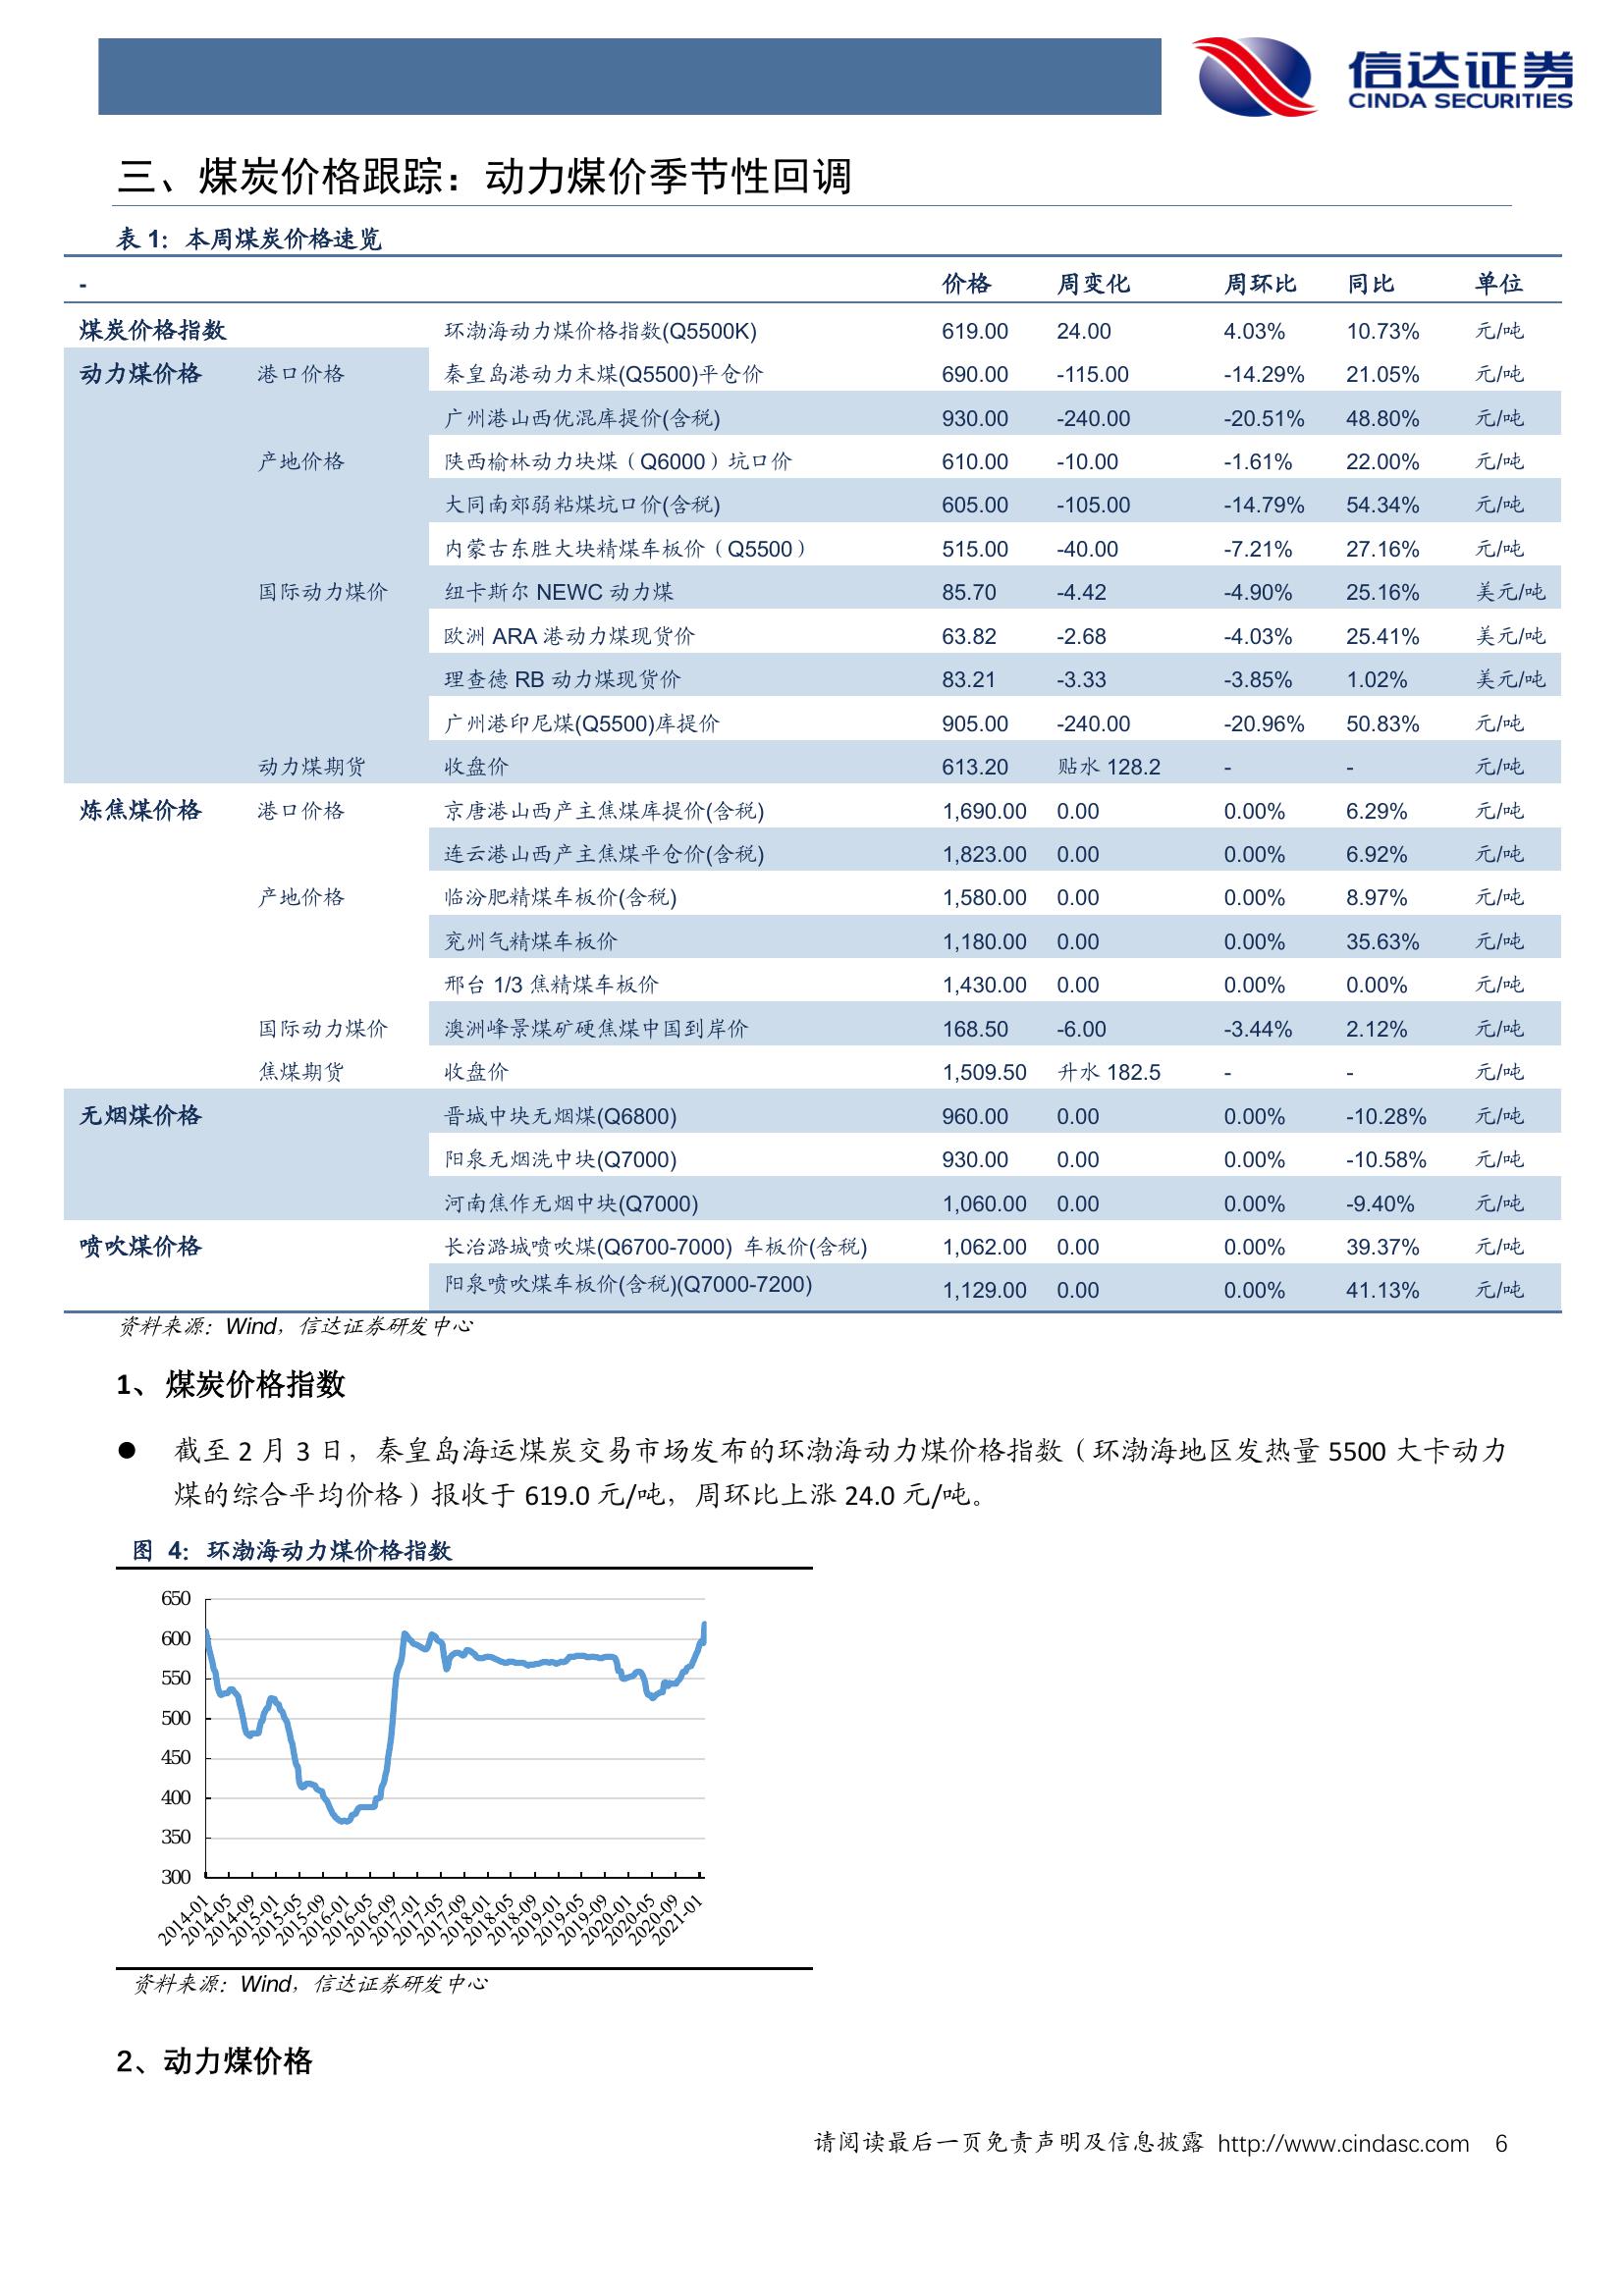 信达证券
CINDA SECURITIES
三、煤炭价格跟踪：动力煤价季节性回调
表 1：本周煤炭价格速览
- 价格 周变化 周环比 同比 单位
煤炭价格指数 环渤海动力煤价格指数(Q5500K) 619.00 24.00 4.03% 10.73% 元/吨
动力煤价格 港口价格 秦皇岛港动力末煤(Q5500)平仓价 690.00 -115.00 -14.29% 21.05% 元/吨
广州港山西优混库提价(含税) 930.00 -240.00 -20.51% 48.80% 元/吨
产地价格 陕西榆林动力块煤（Q6000）坑口价 610.00 -10.00 -1.61% 22.00% 元/吨
大同南郊弱粘煤坑口价(含税) 605.00 -105.00 -14.79% 54.34% 元/吨
内蒙古东胜大块精煤车板价（Q5500） 515.00 -40.00 -7.21% 27.16% 元/吨
国际动力煤价 纽卡斯尔 NEWC 动力煤 85.70 -4.42 -4.90% 25.16% 美元/吨
欧洲 ARA 港动力煤现货价 63.82 -2.68 -4.03% 25.41% 美元/吨
理查德 RB 动力煤现货价 83.21 -3.33 -3.85% 1.02% 美元/吨
广州港印尼煤(Q5500)库提价 905.00 -240.00 -20.96% 50.83% 元/吨
动力煤期货 收盘价 613.20 贴水 128.2 - - 元/吨
炼焦煤价格 港口价格 京唐港山西产主焦煤库提价(含税) 1,690.00 0.00 0.00% 6.29% 元/吨
连云港山西产主焦煤平仓价(含税) 1,823.00 0.00 0.00% 6.92% 元/吨
产地价格 临汾肥精煤车板价(含税) 1,580.00 0.00 0.00% 8.97% 元/吨
兖州气精煤车板价 1,180.00 0.00 0.00% 35.63% 元/吨
邢台 1/3 焦精煤车板价 1,430.00 0.00 0.00% 0.00% 元/吨
国际动力煤价 澳洲峰景煤矿硬焦煤中国到岸价 168.50 -6.00 -3.44% 2.12% 元/吨
焦煤期货 收盘价 1,509.50 升水 182.5 - - 元/吨
无烟煤价格 晋城中块无烟煤(Q6800) 960.00 0.00 0.00% -10.28% 元/吨
阳泉无烟洗中块(Q7000) 930.00 0.00 0.00% -10.58% 元/吨
河南焦作无烟中块(Q7000) 1,060.00 0.00 0.00% -9.40% 元/吨
喷吹煤价格 长治潞城喷吹煤(Q6700-7000) 车板价(含税) 1,062.00 0.00 0.00% 39.37% 元/吨
阳泉喷吹煤车板价(含税)(Q7000-7200) 1,129.00 0.00 0.00% 41.13% 元/吨
资料来源：Wind，信达证券研发中心
1、 煤炭价格指数
● 截至 2 月 3 日，秦皇岛海运煤炭交易市场发布的环渤海动力煤价格指数（环渤海地区发热量 5500 大卡动力
煤的综合平均价格）报收于 619.0 元/吨，周环比上涨 24.0 元/吨。
图 4：环渤海动力煤价格指数
650
600
550
500
450
400
350
300
2014-01 2014-05 2014-09 2015-01 2015-05 2015-09 2016-01 2016-05 2016-09 2017-01 2017-05 2017-09 2018-01 2018-05 2018-09 2019-01 2019-05 2019-09 2020-01 2020-05 2020-09 2021-01
资料来源：Wind，信达证券研发中心
2、动力煤价格
请阅读最后一页免责声明及信息披露 http://www.cindasc.com 6